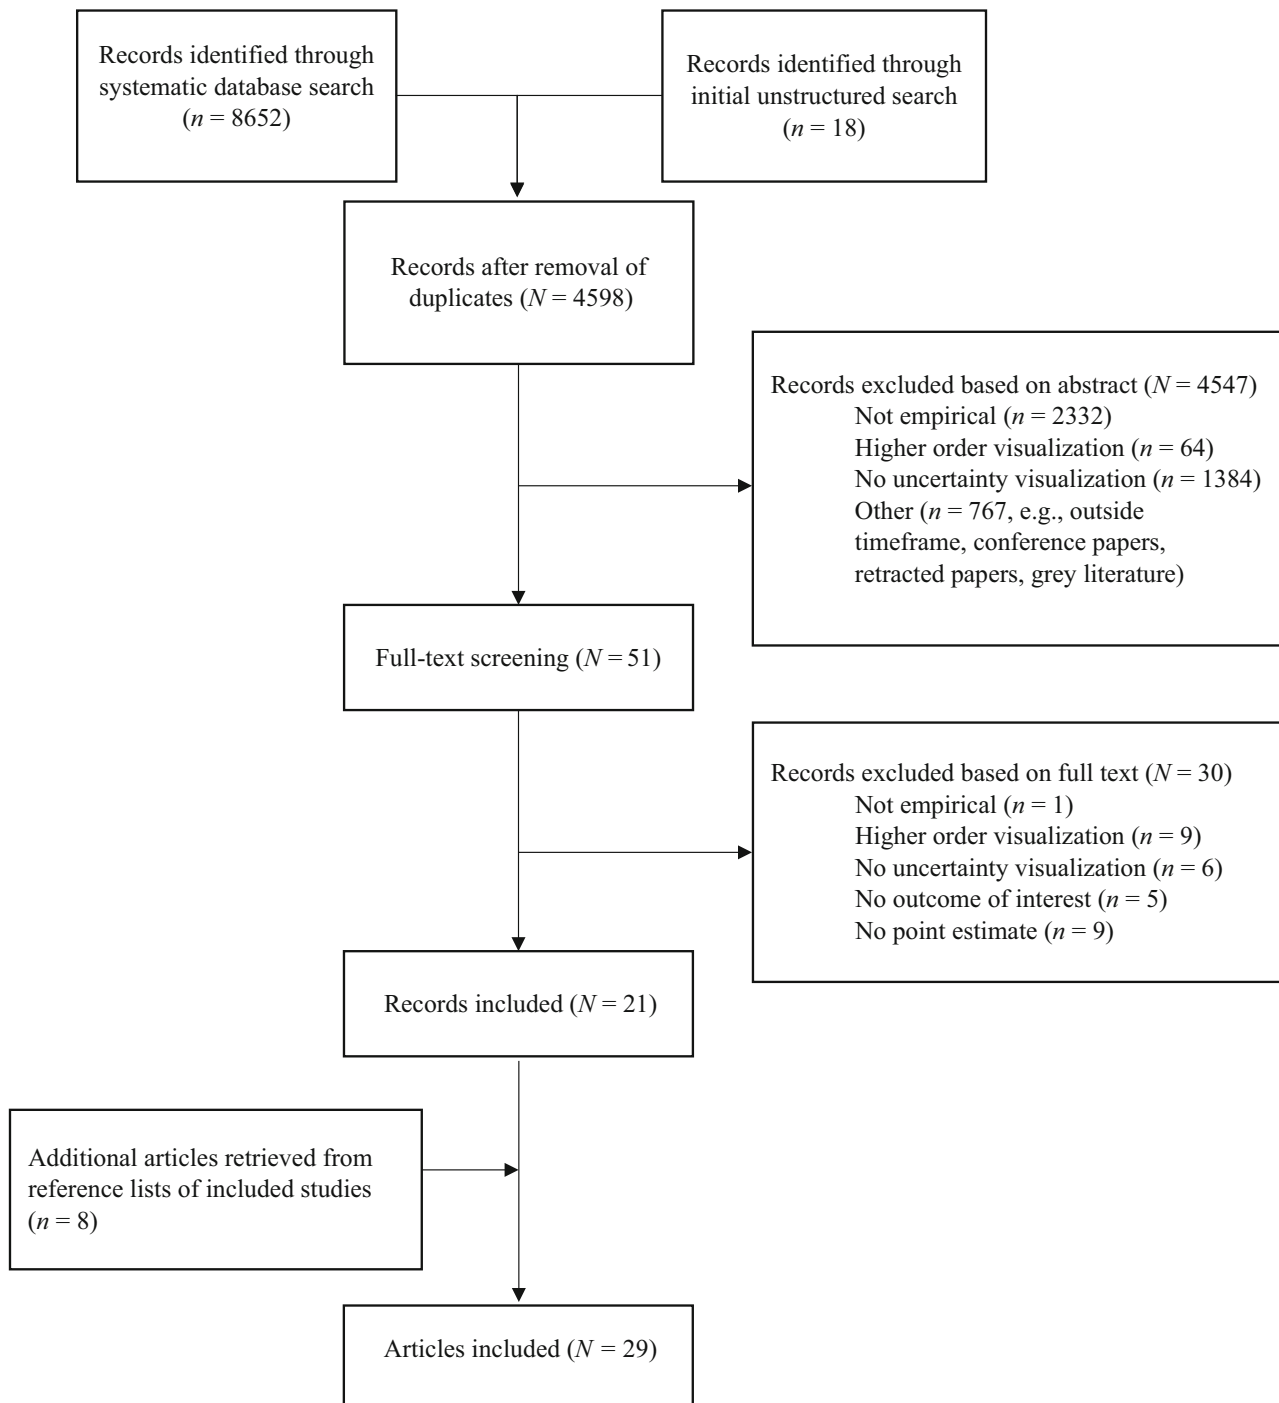 Records identified through
systematic database search
(n = 8652)
Records identified through
initial unstructured search
(n = 18)
Records after removal of
duplicates (N = 4598)
Records excluded based on abstract (N = 4547)
Not empirical (n = 2332)
Higher order visualization (n = 64)
No uncertainty visualization (n = 1384)
Other (n = 767, e.g., outside
timeframe, conference papers,
retracted papers, grey literature)
Full-text screening (N = 51)
Records excluded based on full text (N = 30)
Not empirical (n = 1)
Higher order visualization (n = 9)
No uncertainty visualization (n = 6)
No outcome of interest (n = 5)
No point estimate (n = 9)
Records included (N = 21)
Additional articles retrieved from
reference lists of included studies
(n = 8)
Articles included (N = 29)